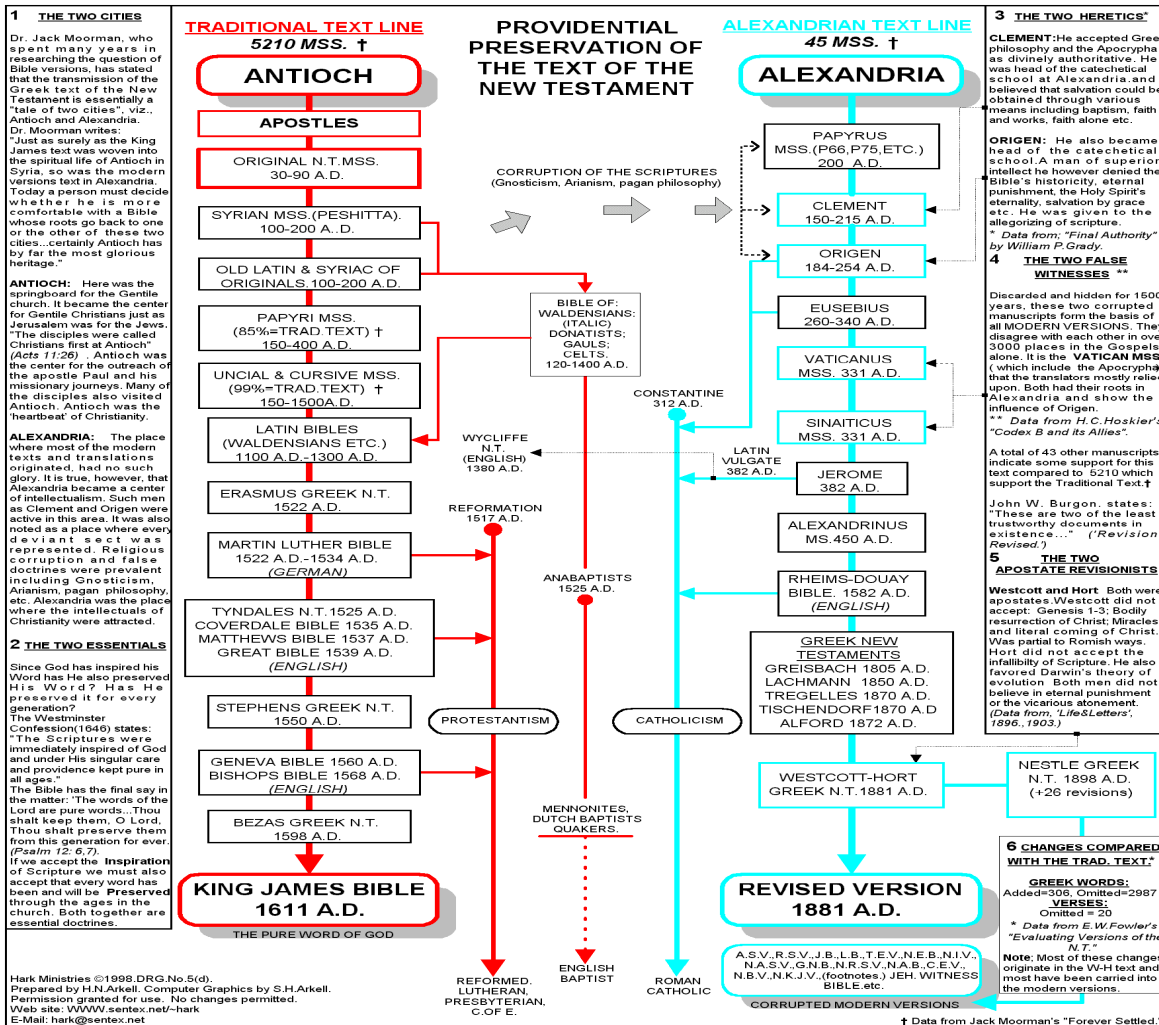 1 THE TWO CITIES
Dr. Jack Moorman, who
spent many years in
researching the question of
Bible versions, has stated
that the transmission of the
Greek text of the New
Testament is essentially a
"tale of two cities", viz.,
Antioch and Alexandria.
Dr. Moorman writes:
"Just as surely as the King
James text was woven into
the spiritual life of Antioch in
Syria, so was the modern
versions text in Alexandria.
Today a person must decide
whether he is more
comfortable with a Bible
whose roots go back to one
or the other of these two
cities...certainly Antioch has
by far the most glorious
heritage."
ANTIOCH: Here was the
springboard for the Gentile
church. It became the center
for Gentile Christians just as
Jerusalem was for the Jews.
"The disciples were called
Christians first at Antioch"
(Acts 11:26) . Antioch was
the center for the outreach of
the apostle Paul and his
missionary journeys. Many of
the disciples also visited
Antioch. Antioch was the
'heartbeat' of Christianity.
ALEXANDRIA: The place
where most of the modern
texts and translations
originated, had no such
glory. It is true, however, that
Alexandria became a center
of intellectualism. Such men
as Clement and Origen were
active in this area. It was also
noted as a place where every
deviant sect was
represented. Religious
corruption and false
doctrines were prevalent
including Gnosticism,
Arianism, pagan philosophy,
etc. Alexandria was the place
where the intellectuals of
Christianity were attracted.
2 THE TWO ESSENTIALS
Since God has inspired his
Word has He also preserved
His Word? Has He
preserved it for every
generation?
The Westminster
Confession(1646) states:
"The Scriptures were
immediately inspired of God
and under His singular care
and providence kept pure in
all ages."
The Bible has the final say in
the matter: 'The words of the
Lord are pure words...Thou
shalt keep them, O Lord,
Thou shalt preserve them
from this generation for ever.
(Psalm 12: 6,7).
If we accept the Inspiration
of Scripture we must also
accept that every word has
been and will be Preserved
through the ages in the
church. Both together are
essential doctrines.
Hark Ministries ©1998.DRG.No.5(d).
Prepared by H.N.Arkell. Computer Graphics by S.H.Arkell.
Permission granted for use. No changes permitted.
Web site: WWW.sentex.net/~hark
E-Mail: hark@sentex.net
PROVIDENTIAL
PRESERVATION OF
THE TEXT OF THE
NEW TESTAMENT
TRADITIONAL TEXT LINE
5210 MSS. †
ANTIOCH
APOSTLES
ORIGINAL N.T.MSS.
30-90 A.D.
SYRIAN MSS.(PESHITTA).
100-200 A..D.
OLD LATIN & SYRIAC OF
ORIGINALS. 100-200 A.D.
PAPYRI MSS.
(85%=TRAD.TEXT) †
150-400 A.D.
UNCIAL & CURSIVE MSS.
(99%=TRAD.TEXT) †
150-1500A.D.
LATIN BIBLES
(WALDENSIANS ETC.)
1100 A.D.-1300 A.D.
ERASMUS GREEK N.T.
1522 A.D.
MARTIN LUTHER BIBLE
1522 A.D.-1534 A.D.
(GERMAN)
TYNDALES N.T.1525 A.D.
COVERDALE BIBLE 1535 A.D.
MATTHEWS BIBLE 1537 A.D.
GREAT BIBLE 1539 A.D.
(ENGLISH)
STEPHENS GREEK N.T.
1550 A.D.
GENEVA BIBLE 1560 A.D.
BISHOPS BIBLE 1568 A.D.
(ENGLISH)
BEZAS GREEK N.T.
1598 A.D.
KING JAMES BIBLE
1611 A.D.
THE PURE WORD OF GOD
CORRUPTION OF THE SCRIPTURES
(Gnosticism, Arianism, pagan philosophy)
BIBLE OF:
WALDENSIANS:
(ITALIC)
DONATISTS;
GAULS;
CELTS.
120-1400 A.D.
WYCLIFFE
N.T.
(ENGLISH)
1380 A.D.
REFORMATION
1517 A.D.
PROTESTANTISM
REFORMED.
LUTHERAN,
PRESBYTERIAN,
C.OF E.
ANABAPTISTS
1525 A.D.
MENNONITES,
DUTCH BAPTISTS
QUAKERS.
ENGLISH
BAPTIST
CONSTANTINE
312 A.D.
LATIN
VULGATE
382 A.D.
CATHOLICISM
ROMAN
CATHOLIC
ALEXANDRIAN TEXT LINE
45 MSS. †
ALEXANDRIA
PAPYRUS
MSS.(P66,P75,ETC.)
200 A.D.
CLEMENT
150-215 A.D.
ORIGEN
184-254 A.D.
EUSEBIUS
260-340 A.D.
VATICANUS
MSS. 331 A.D.
SINAITICUS
MSS. 331 A.D.
JEROME
382 A.D.
ALEXANDRINUS
MS.450 A.D.
RHEIMS-DOUAY
BIBLE. 1582 A.D.
(ENGLISH)
GREEK NEW
TESTAMENTS
GREISBACH 1805 A.D.
LACHMANN 1850 A.D.
TREGELLES 1870 A.D.
TISCHENDORF1870 A.D
ALFORD 1872 A.D.
WESTCOTT-HORT
GREEK N.T.1881 A.D.
NESTLE GREEK
N.T. 1898 A.D.
(+26 revisions)
REVISED VERSION
1881 A.D.
A.S.V.,R.S.V.,J.B.,L.B.,T.E.V.,N.E.B.,N.I.V.,
N.A.S.V.,G.N.B.,N.R.S.V.,N.A.B.,C.E.V.,
N.B.V.,N.K.J.V.,(footnotes.) JEH. WITNESS
BIBLE.etc.
CORRUPTED MODERN VERSIONS
3 THE TWO HERETICS*
CLEMENT:He accepted Gree
philosophy and the Apocrypha
as divinely authoritative. He
was head of the catechetical
school at Alexandria.and
believed that salvation could be
obtained through various
means including baptism, faith
and works, faith alone etc.
ORIGEN: He also became
head of the catechetical
school.A man of superior
intellect he however denied the
Bible's historicity, eternal
punishment, the Holy Spirit's
eternality, salvation by grace
etc. He was given to the
allegorizing of scripture.
* Data from; "Final Authority"
by William P.Grady.
4 THE TWO FALSE
WITNESSES **
Discarded and hidden for 1500
years, these two corrupted
manuscripts form the basis of
all MODERN VERSIONS. They
disagree with each other in over
3000 places in the Gospels
alone. It is the VATICAN MSS
( which include the Apocrypha)
that the translators mostly relied
upon. Both had their roots in
Alexandria and show the
influence of Origen.
** Data from H.C.Hoskier's
"Codex B and its Allies".
A total of 43 other manuscripts
indicate some support for this
text compared to 5210 which
support the Traditional Text.†
John W. Burgon. states:
"These are two of the least
trustworthy documents in
existence..." ('Revision
Revised.')
5 THE TWO
APOSTATE REVISIONISTS
Westcott and Hort Both were
apostates.Westcott did not
accept: Genesis 1-3; Bodily
resurrection of Christ; Miracles
and literal coming of Christ.
Was partial to Romish ways.
Hort did not accept the
infallibity of Scripture. He also
favored Darwin's theory of
evolution Both men did not
believe in eternal punishment
or the vicarious atonement.
(Data from, 'Life&Letters',
1896., 1903.)
6 CHANGES COMPARED
WITH THE TRAD. TEXT.*
GREEK WORDS:
Added=306, Omitted=2987
VERSES:
Omitted = 20
* Data from E.W.Fowler's
"Evaluating Versions of the
N.T."
Note; Most of these changes
originate in the W-H text and
most have been carried into
the modern versions.
† Data from Jack Moorman's "Forever Settled."